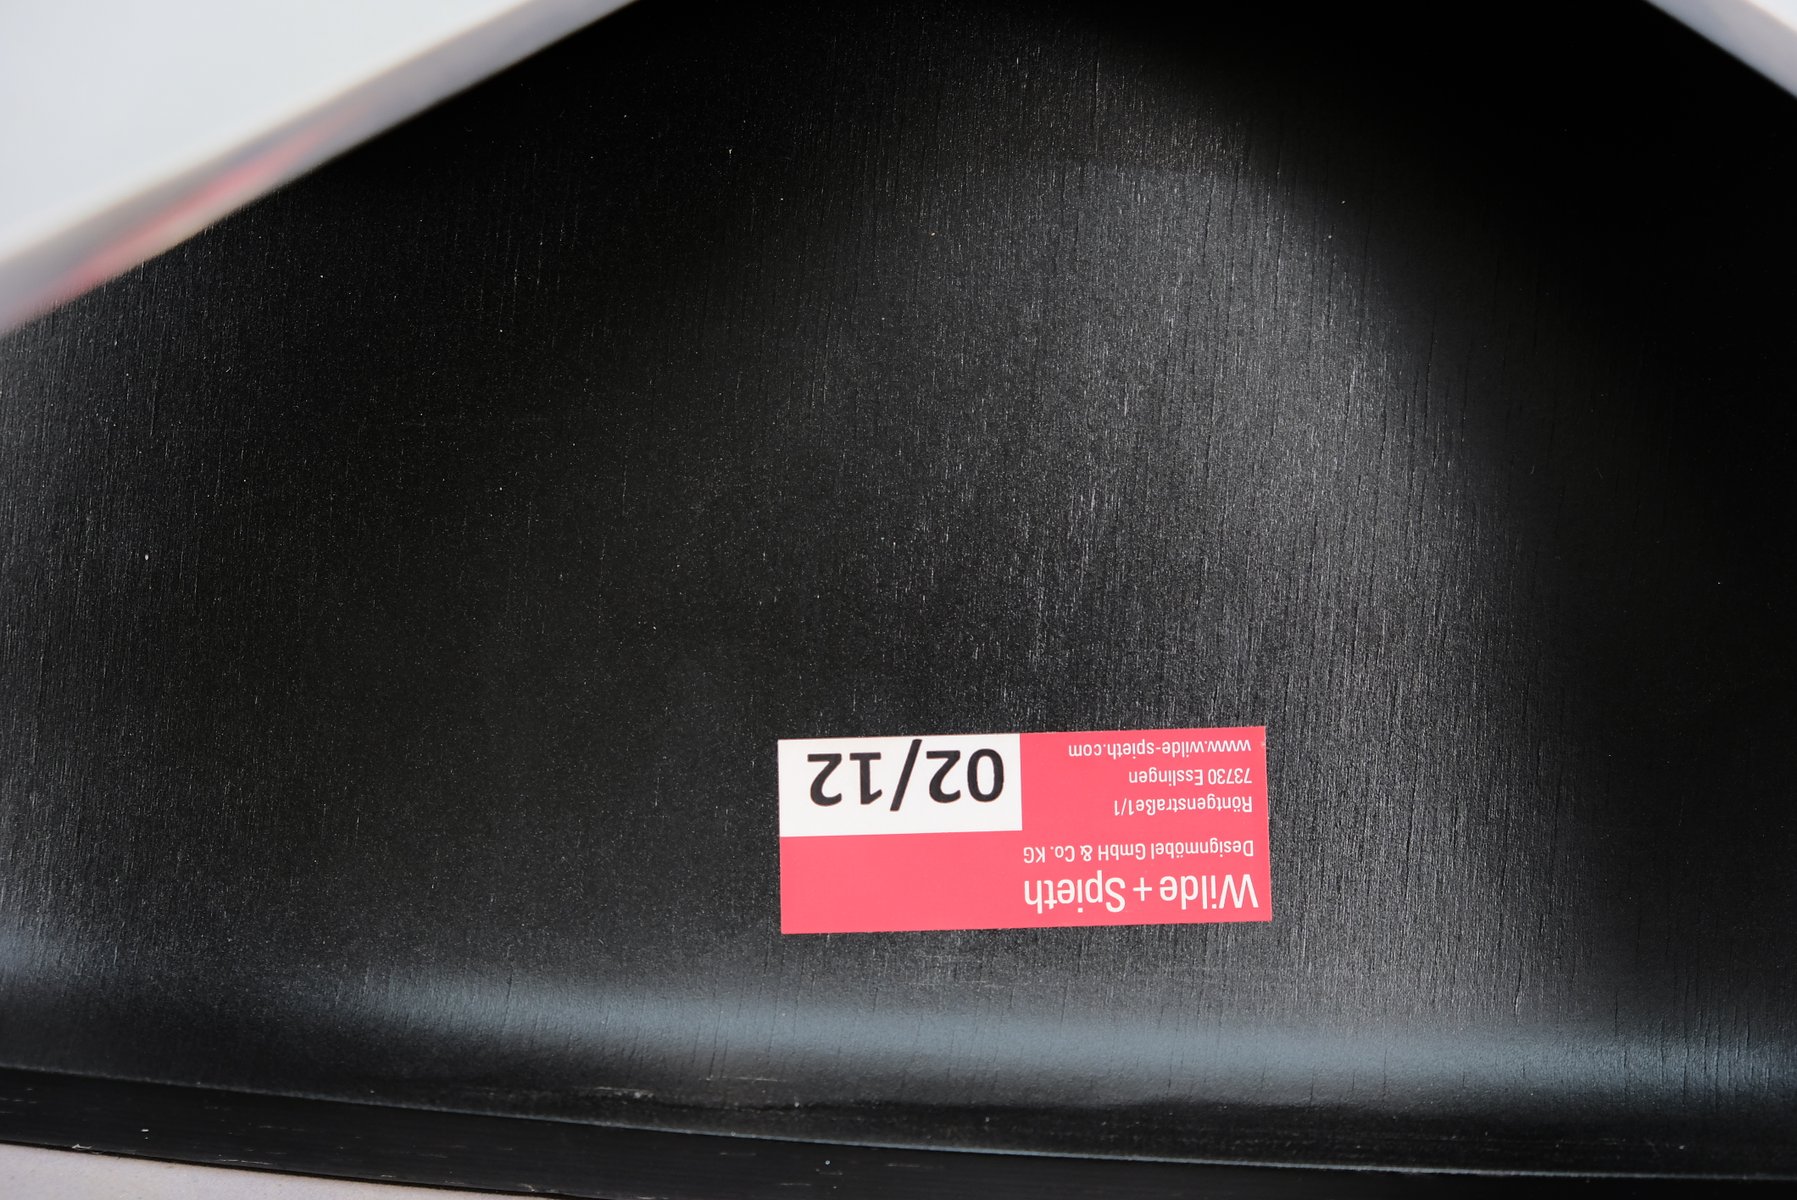 Wilde + Spieth
Designmöbel GmbH & Co. KG
Röntgenstraße1/1
73730 Esslingen
www.wilde-spieth.com
02/12